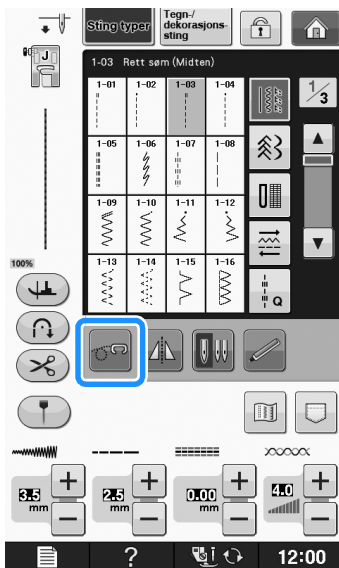 Sting typer
Tegn-/
dekorasjons-
sting
J
1-03 Rett søm (Midten)
1/3
1-01 1-02 1-03 1-04
1-05 1-06 1-07 1-08
1-09 1-10 1-11 1-12
1-13 1-14 1-15 1-16
Q
100%
3.5 mm
2.5 mm
0.00 mm
4.0
+ + + +
− − − −
? 12:00